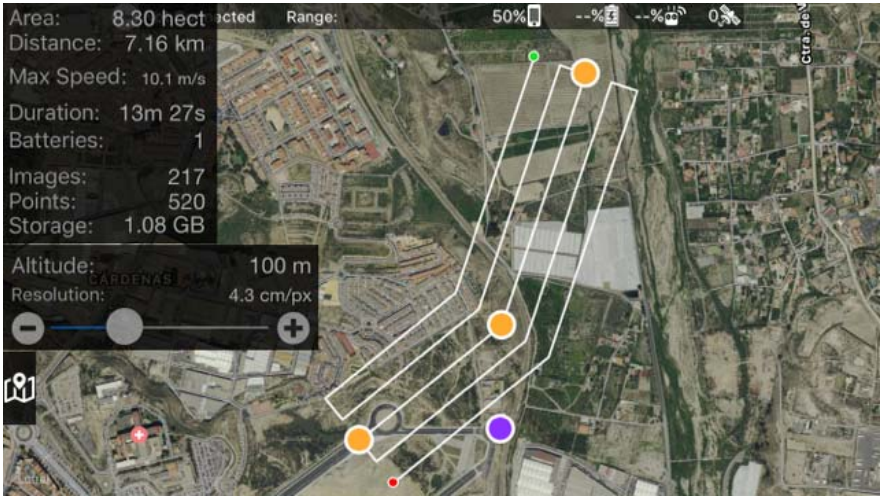 Area: 8.30 hect
Distance: 7.16 km
Max Speed: 10.1 m/s
Duration: 13m 27s
Batteries: 1
Images: 217
Points: 520
Storage: 1.08 GB
ected Range: 50% --% --% 0
Altitude: 100 m
CÁRDENAS
Resolution: 4.3 cm/px
Ctra. de V
Legal